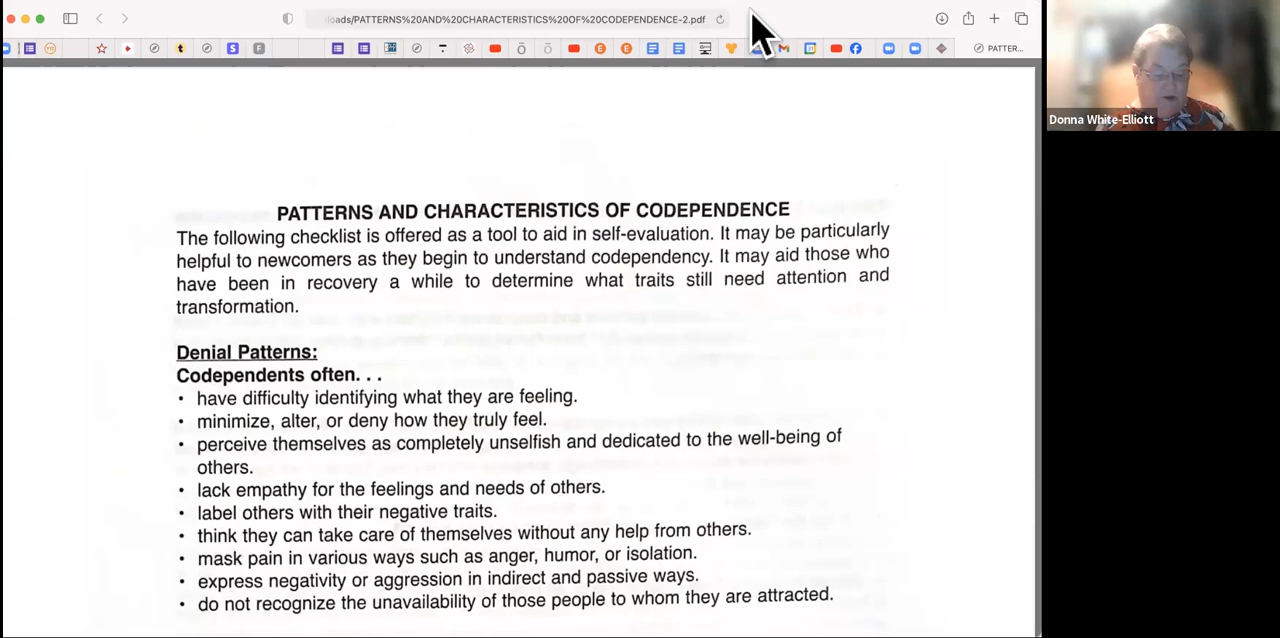 loads/PATTERNS%20AND%20CHARACTERISTICS%20OF%20CODEPENDENCE-2.pdf
PATTER...
Donna White-Elliott
PATTERNS AND CHARACTERISTICS OF CODEPENDENCE
The following checklist is offered as a tool to aid in self-evaluation. It may be particularly
helpful to newcomers as they begin to understand codependency. It may aid those who
have been in recovery a while to determine what traits still need attention and
transformation.
Denial Patterns:
Codependents often. . .
• have difficulty identifying what they are feeling.
• minimize, alter, or deny how they truly feel.
• perceive themselves as completely unselfish and dedicated to the well-being of
others.
• lack empathy for the feelings and needs of others.
• label others with their negative traits.
• think they can take care of themselves without any help from others.
• mask pain in various ways such as anger, humor, or isolation.
• express negativity or aggression in indirect and passive ways.
• do not recognize the unavailability of those people to whom they are attracted.